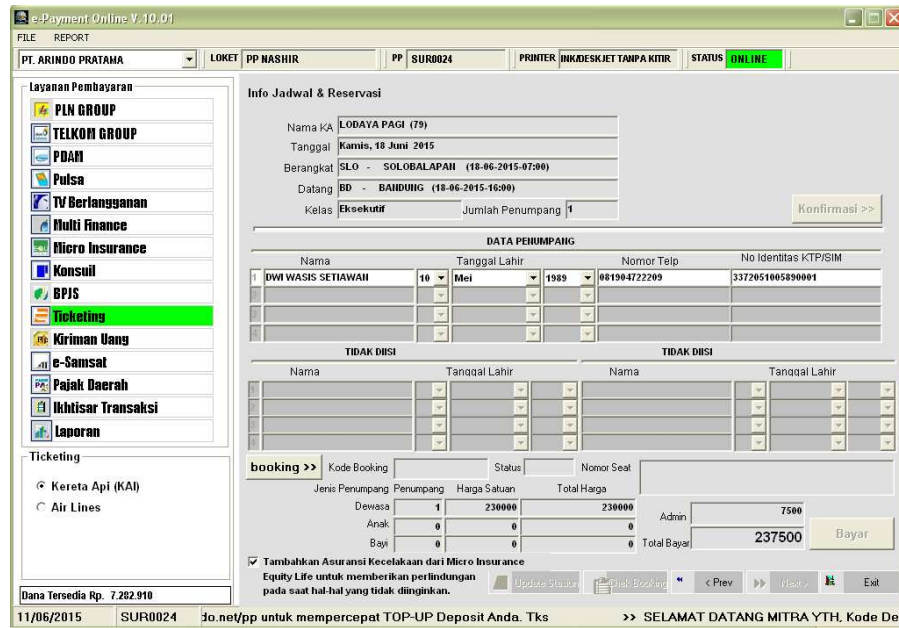 e-Payment Online V.10.01
FILE REPORT
PT. ARINDO PRATAMA LOKET PP NASHIR PP SUR0024 PRINTER INK/DESKJET TANPA KITIR STATUS ONLINE
Layanan Pembayaran
PLN GROUP
TELKOM GROUP
PDAM
Pulsa
TV Berlangganan
Multi Finance
Micro Insurance
Konsuil
BPJS
Ticketing
Kiriman Uang
e-Samsat
Pajak Daerah
Ikhtisar Transaksi
Laporan
Ticketing
Kereta Api (KAI)
Air Lines
Dana Tersedia Rp. 7.282.910
Info Jadwal & Reservasi
Nama KA LODAYA PAGI (79)
Tanggal Kamis, 18 Juni 2015
Berangkat SLO - SOLOBALAPAN (18-06-2015-07:00)
Datang BD - BANDUNG (18-06-2015-16:00)
Kelas Eksekutif Jumlah Penumpang 1
Konfirmasi >>
DATA PENUMPANG
Nama Tanggal Lahir Nomor Telp No Identitas KTP/SIM
1 DWI WASIS SETIAWAN 10 Mei 1989 081904722209 3372051005890001
2
3
4
TIDAK DIISI TIDAK DIISI
Nama Tanggal Lahir Nama Tanggal Lahir
1
2
3
4
booking >> Kode Booking Status Nomor Seat
Jenis Penumpang Penumpang Harga Satuan Total Harga
Dewasa 1 230000 230000
Anak 0 0 0
Bayi 0 0 0
Admin 7500
Total Bayar 237500
Bayar
Tambahkan Asuransi Kecelakaan dari Micro Insurance
Equity Life untuk memberikan perlindungan
pada saat hal-hal yang tidak diinginkan.
Update Stasiun Cek Booking < Prev Next > Exit
11/06/2015 SUR0024 do.net/pp untuk mempercepat TOP-UP Deposit Anda. Tks >> SELAMAT DATANG MITRA YTH, Kode De